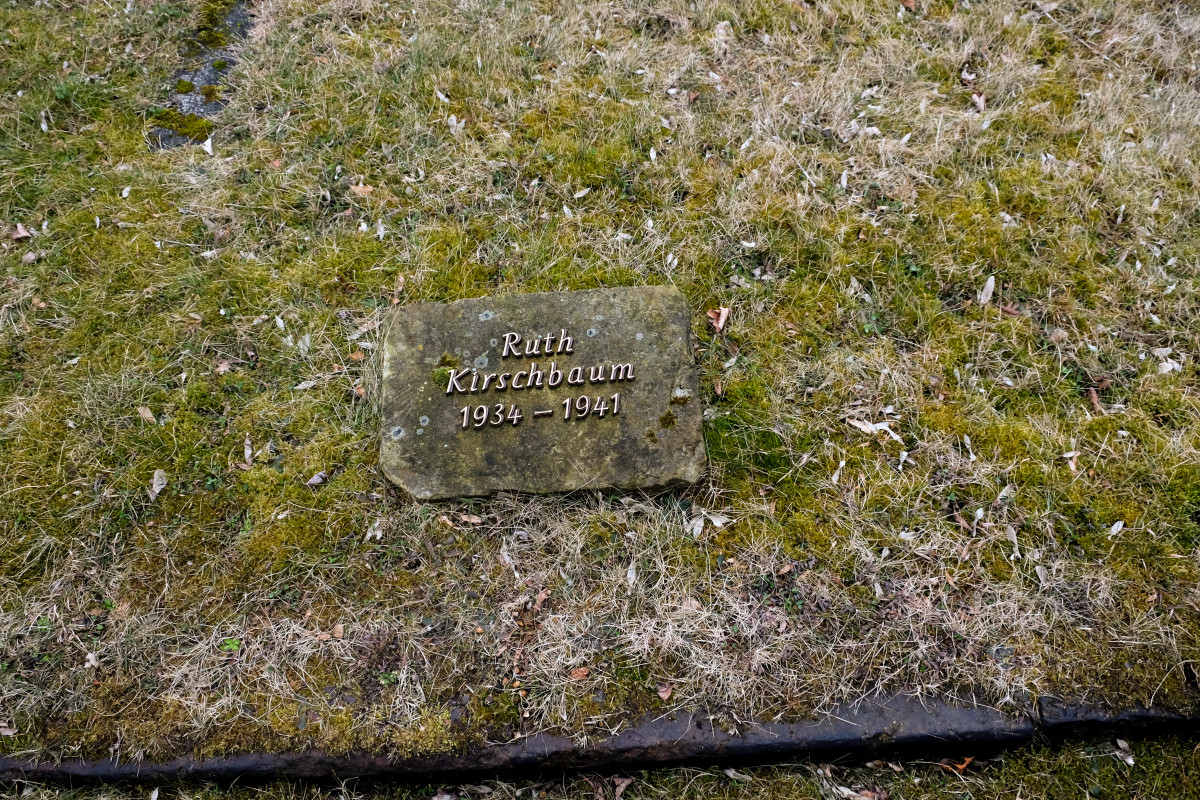 Ruth
Kirschbaum
1934 – 1941